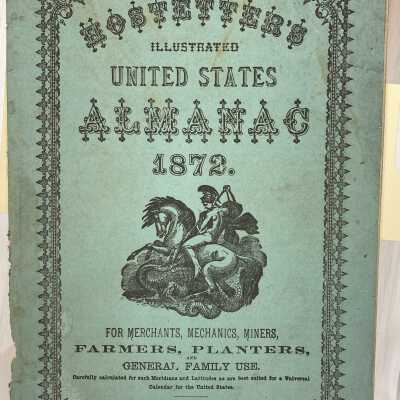 HOSTETTER'S
ILLUSTRATED
UNITED STATES
ALMANAC
1872.
FOR MERCHANTS, MECHANICS, MINERS,
FARMERS, PLANTERS,
AND
GENERAL FAMILY USE.
Carefully calculated for such Meridians and Latitudes as are best suited for a Universal
Calendar for the United States.